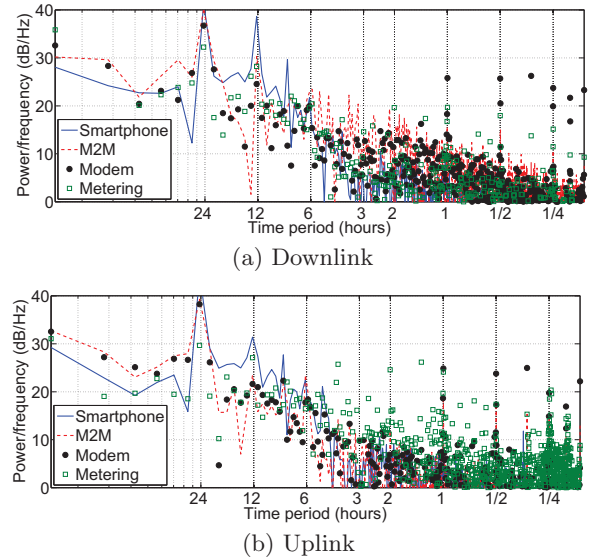 40
30
20
10
0
Power/frequency (dB/Hz)
Smartphone
M2M
Modem
Metering
24 12 6 3 2 1 1/2 1/4
Time period (hours)
(a) Downlink
40
30
20
10
0
Power/frequency (dB/Hz)
Smartphone
M2M
Modem
Metering
24 12 6 3 2 1 1/2 1/4
Time period (hours)
(b) Uplink